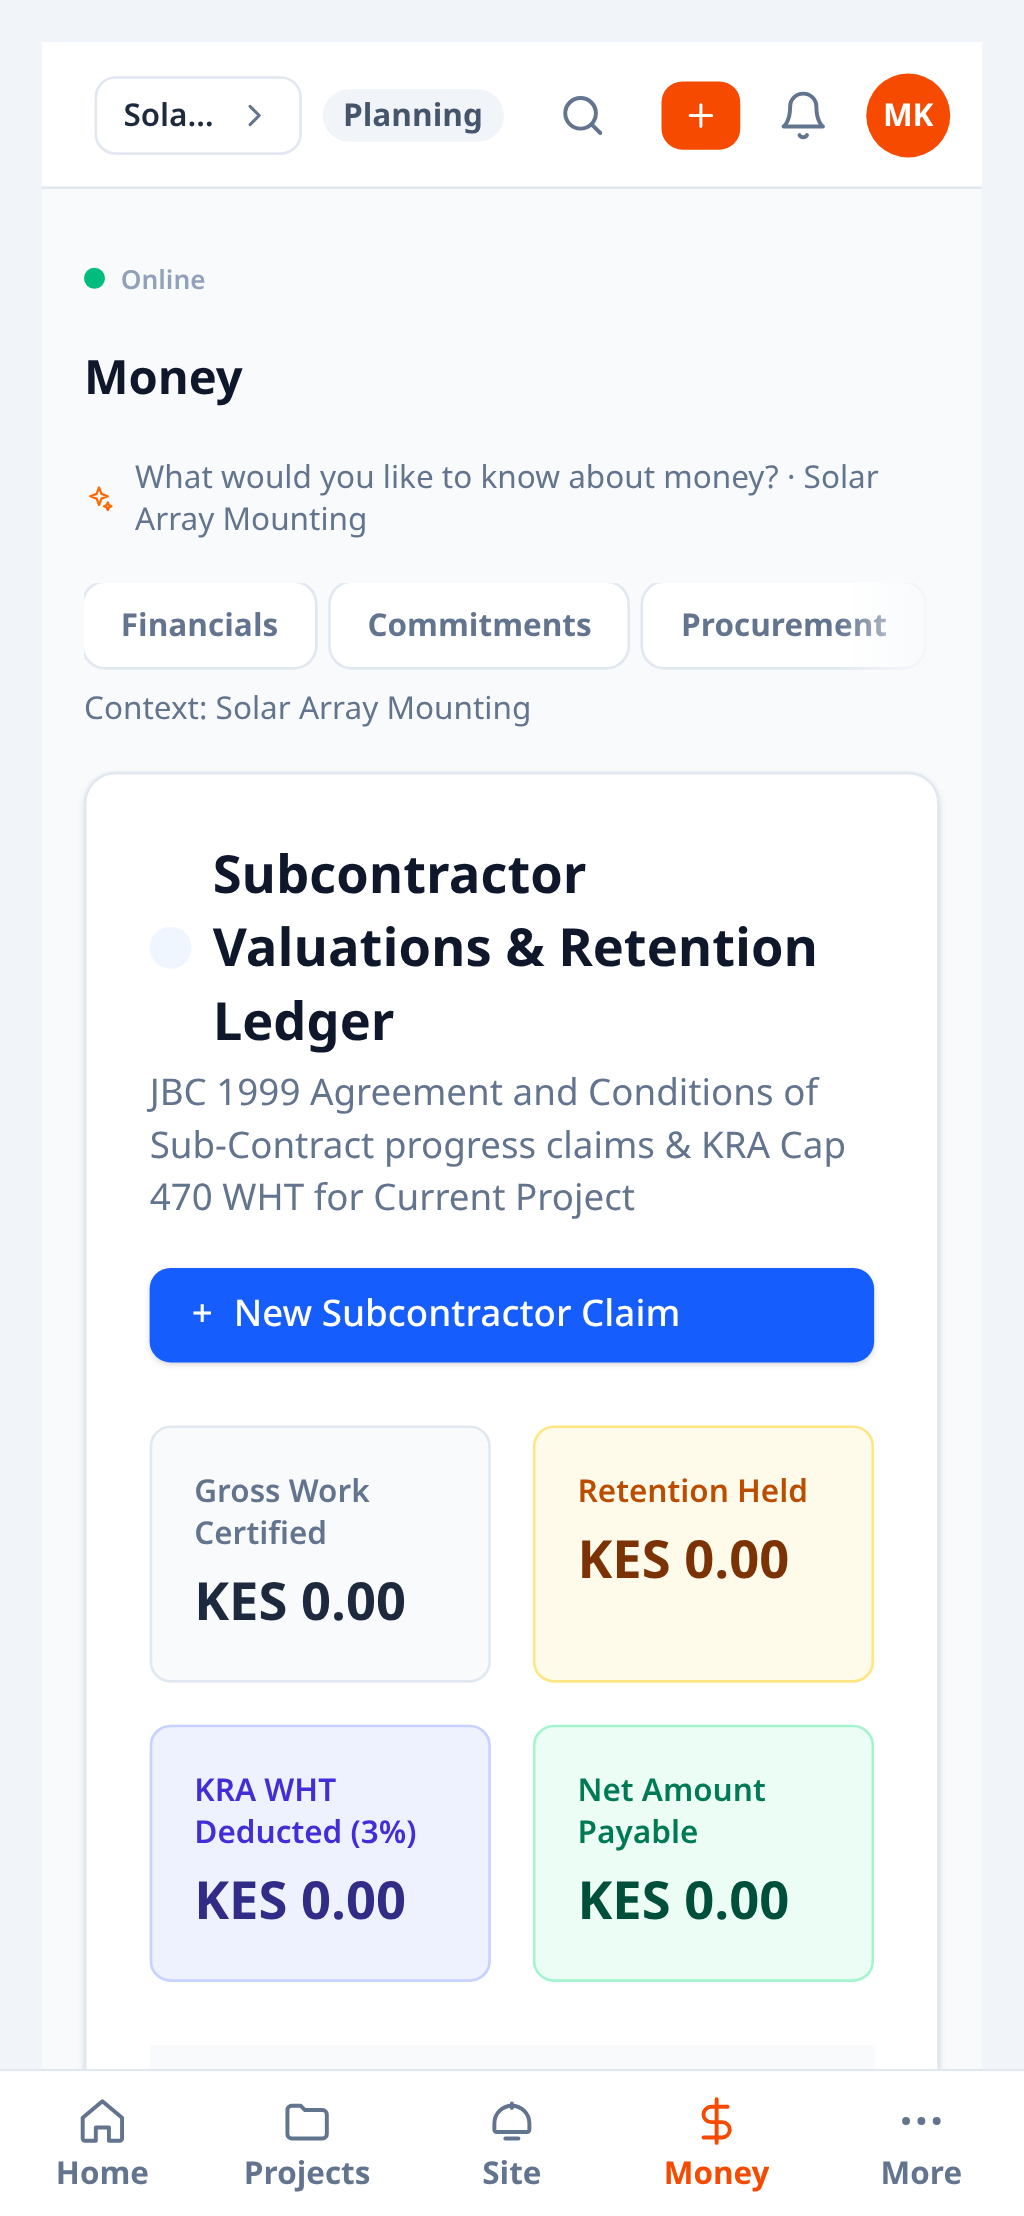 Sola...
Planning
MK
Online
Money
What would you like to know about money? · Solar
Array Mounting
Financials
Commitments
Procurement
Context: Solar Array Mounting
Subcontractor
Valuations & Retention
Ledger
JBC 1999 Agreement and Conditions of
Sub-Contract progress claims & KRA Cap
470 WHT for Current Project
+ New Subcontractor Claim
Gross Work
Certified
KES 0.00
Retention Held
KES 0.00
KRA WHT
Deducted (3%)
KES 0.00
Net Amount
Payable
KES 0.00
Home
Projects
Site
Money
More